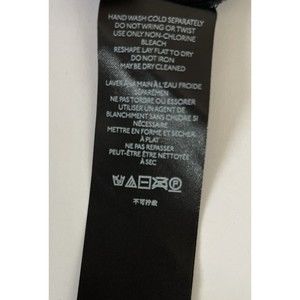 HAND WASH COLD SEPARATELY
DO NOT WRING OR TWIST
USE ONLY NON-CHLORINE
BLEACH
RESHAPE LAY FLAT TO DRY
DO NOT IRON
MAY BE DRY CLEANED
LAVER À LA MAIN À L'EAU FROIDE
SÉPARÉMEN
NE PAS TORDRE OU ESSORER
UTILISER UN AGENT DE
BLANCHIMENT SANS CHLORE SI
NÉCESSAIRE
METTRE EN FORME ET SÉCHER
À PLAT
NE PAS REPASSER
PEUT-ÊTRE ÊTRE NETTOYÉE
À SEC
不可拧绞